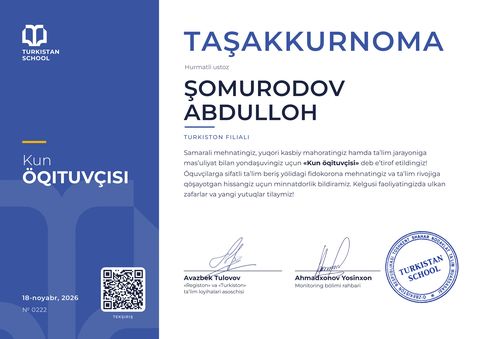 TURKISTAN
SCHOOL
Kun
ÖQITUVÇISI
18-noyabr, 2026
№ 0222
TEKŞIRIŞ
TAŞAKKURNOMA
Hurmatli ustoz
ŞOMURODOV
ABDULLOH
TURKISTON FILIALI
Samarali mehnatingiz, yuqori kasbiy mahoratingiz hamda ta’lim jarayoniga
mas’uliyat bilan yondaşuvingiz uçun «Kun öqituvçisi» deb e’tirof etildingiz!
Öquvçilarga sifatli ta’lim beriş yölidagi fidokorona mehnatingiz va ta’lim rivojiga
qöşayotgan hissangiz uçun minnatdorlik bildiramiz. Kelgusi faoliyatingizda ulkan
zafarlar va yangi yutuqlar tilaymiz!
Avazbek Tulovov
«Registon» va «Turkiston»
ta’lim loyihalari asoschisi
Ahmadxonov Yosinxon
Monitoring bölimi rahbari
TURKISTAN
SCHOOL